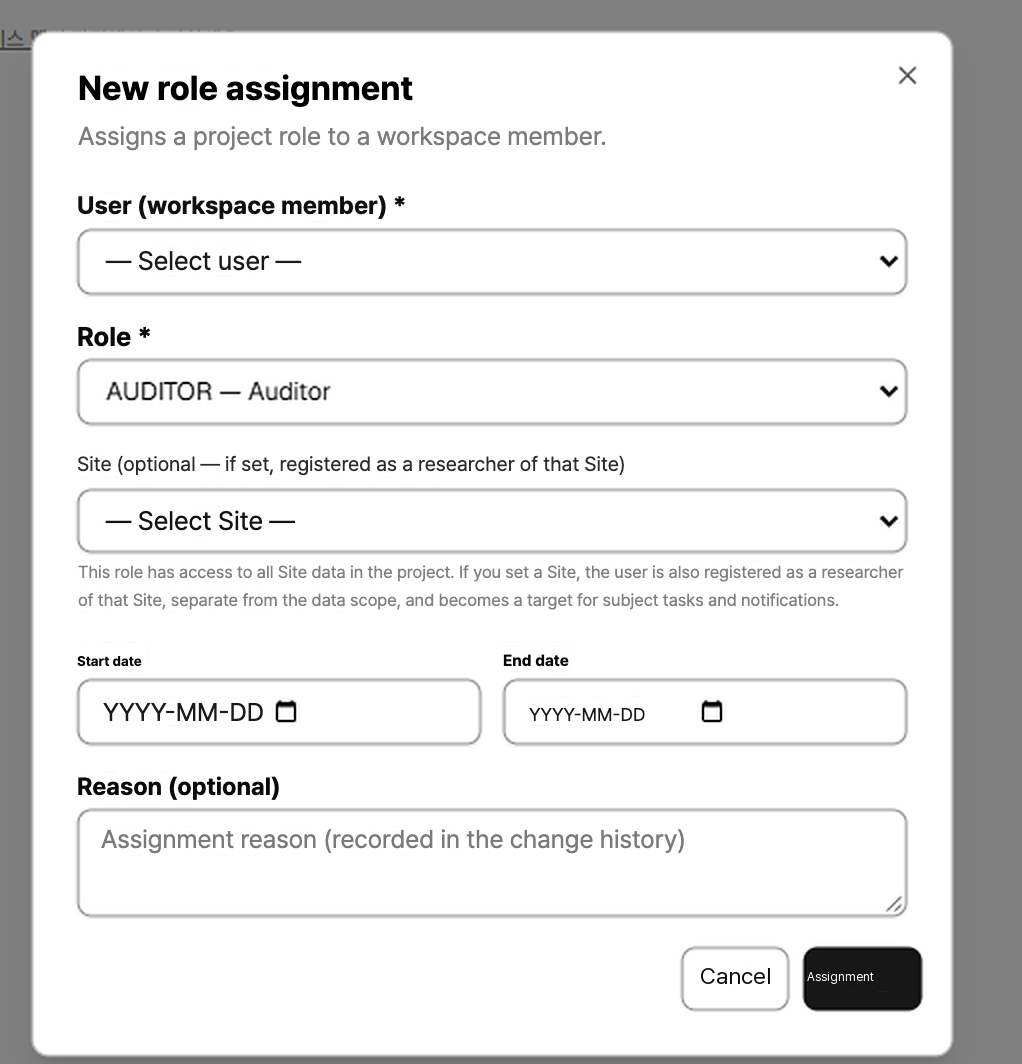 New role assignment
Assigns a project role to a workspace member.
User (workspace member) *
— Select user —
Role *
AUDITOR — Auditor
Site (optional — if set, registered as a researcher of that Site)
— Select Site —
This role has access to all Site data in the project. If you set a Site, the user is also registered as a researcher
of that Site, separate from the data scope, and becomes a target for subject tasks and notifications.
Start date
End date
YYYY-MM-DD
YYYY-MM-DD
Reason (optional)
Assignment reason (recorded in the change history)
Cancel
Assignment